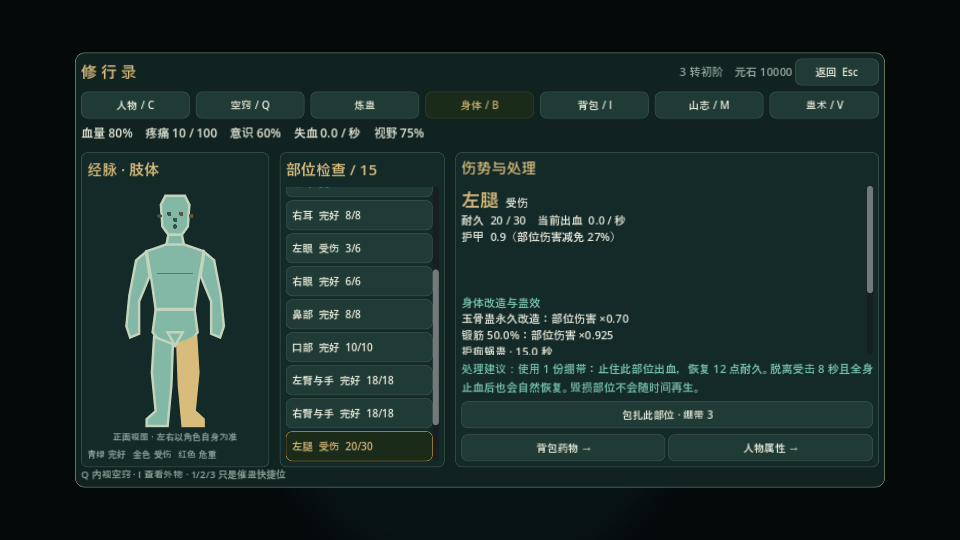 修行录
3 转初阶 元石 10000 返回 Esc
人物 / C 空窍 / Q 炼蛊 身体 / B 背包 / I 山志 / M 蛊术 / V
血量 80% 疼痛 10 / 100 意识 60% 失血 0.0 / 秒 视野 75%
经脉 · 肢体
正面视图 · 左右以角色自身为准
青绿 完好 金色 受伤 红色 危重
部位检查 / 15
右耳 完好 8/8
左眼 受伤 3/6
右眼 完好 6/6
鼻部 完好 8/8
口部 完好 10/10
左臂与手 完好 18/18
右臂与手 完好 18/18
左腿 受伤 20/30
伤势与处理
左腿 受伤
耐久 20 / 30 当前出血 0.0 / 秒
护甲 0.9（部位伤害减免 27%）
身体改造与蛊效
玉骨蛊永久改造：部位伤害 ×0.70
锻筋 50.0%：部位伤害 ×0.925
处理建议：使用 1 份绷带：止住此部位出血，恢复 12 点耐久。脱离受击 8 秒且全身
止血后也会自然恢复。毁损部位不会随时间再生。
包扎此部位 · 绷带 3
背包药物 → 人物属性 →
Q 内视空窍 · I 查看外物 · 1/2/3 只是催蛊快捷位